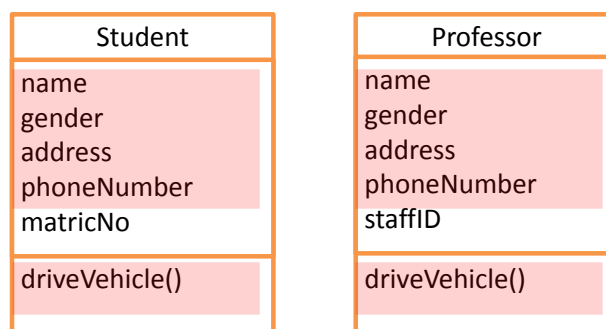 Student
name
gender
address
phoneNumber
matricNo
driveVehicle()
Professor
name
gender
address
phoneNumber
staffID
driveVehicle()